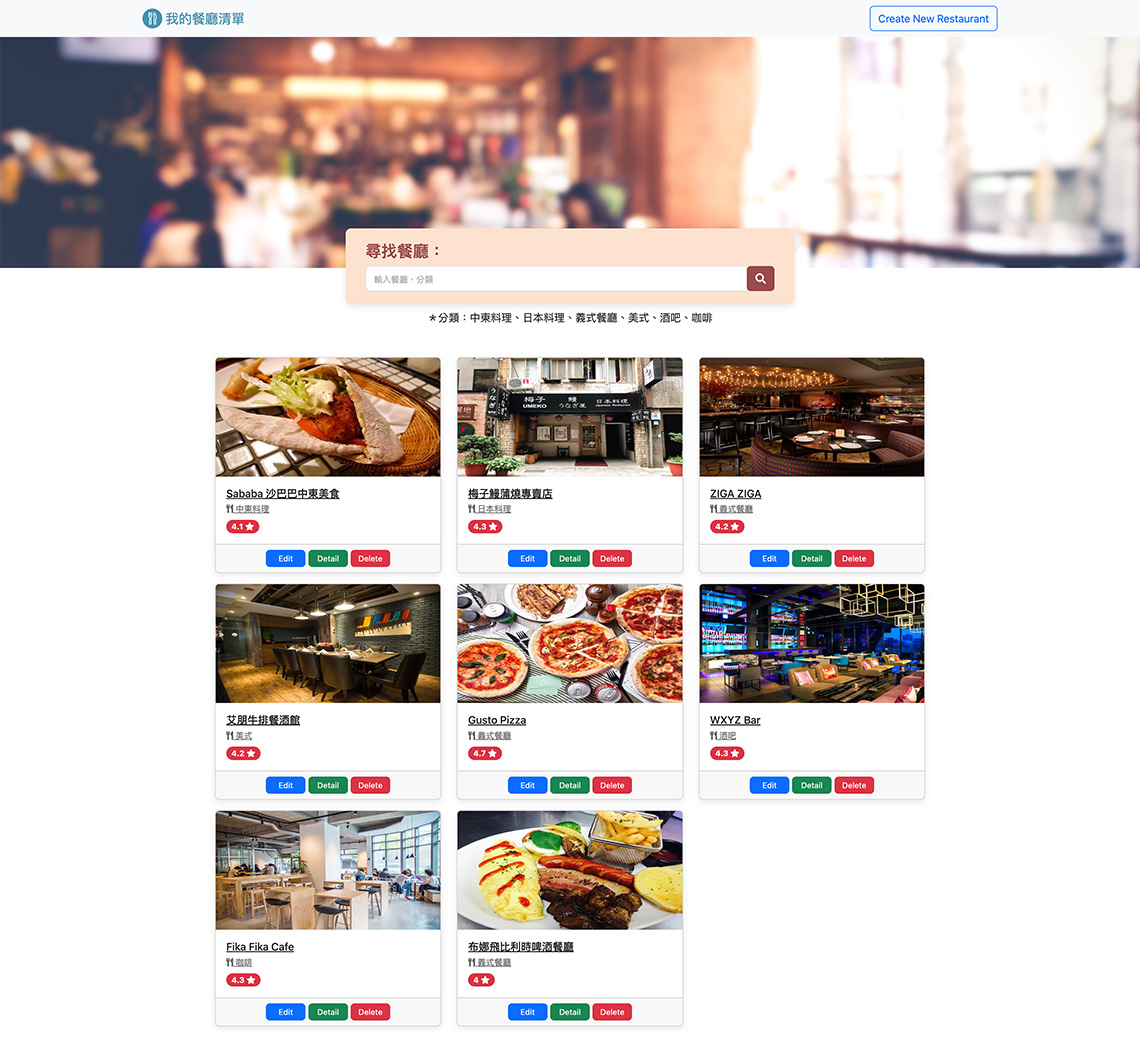 我的餐廳清單
Create New Restaurant
尋找餐廳：
輸入餐廳、分類
＊分類：中東料理、日本料理、義式餐廳、美式、酒吧、咖啡
梅子 鰻 日本料理
UMEKO うなぎ屋 Japanese Restaurant
Sababa 沙巴巴中東美食
中東料理
4.1
Edit Detail Delete
梅子鰻蒲燒專賣店
日本料理
4.3
Edit Detail Delete
ZIGA ZIGA
義式餐廳
4.2
Edit Detail Delete
艾朋牛排餐酒館
美式
4.2
Edit Detail Delete
Gusto Pizza
義式餐廳
4.7
Edit Detail Delete
WXYZ Bar
酒吧
4.3
Edit Detail Delete
Fika Fika Cafe
咖啡
4.3
Edit Detail Delete
布娜飛比利時啤酒餐廳
義式餐廳
4
Edit Detail Delete